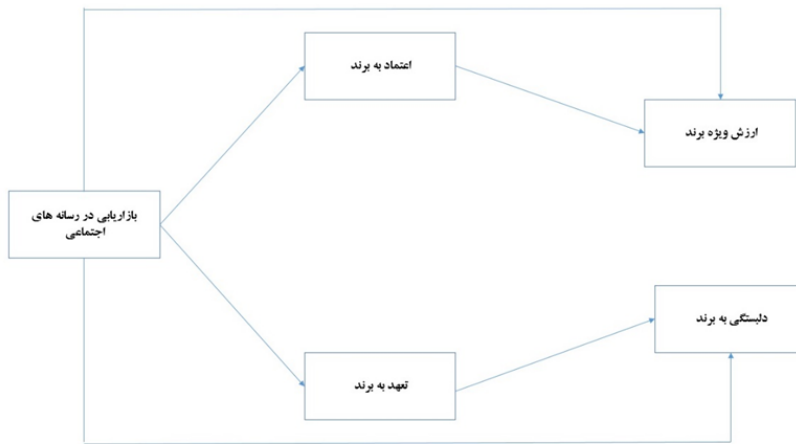 اعتماد به برند
ارزش ویژه برند
بازاریابی در رسانه های
اجتماعی
دلبستگی به برند
تعهد به برند